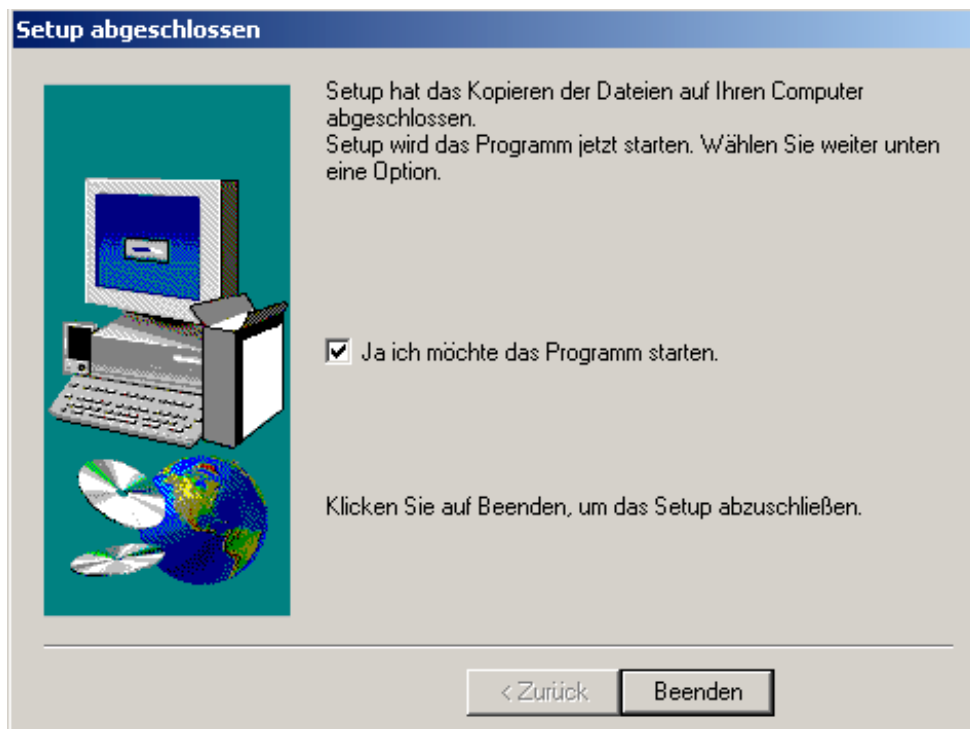 Setup abgeschlossen
Setup hat das Kopieren der Dateien auf Ihren Computer
abgeschlossen.
Setup wird das Programm jetzt starten. Wählen Sie weiter unten
eine Option.
Ja ich möchte das Programm starten.
Klicken Sie auf Beenden, um das Setup abzuschließen.
< Zurück
Beenden